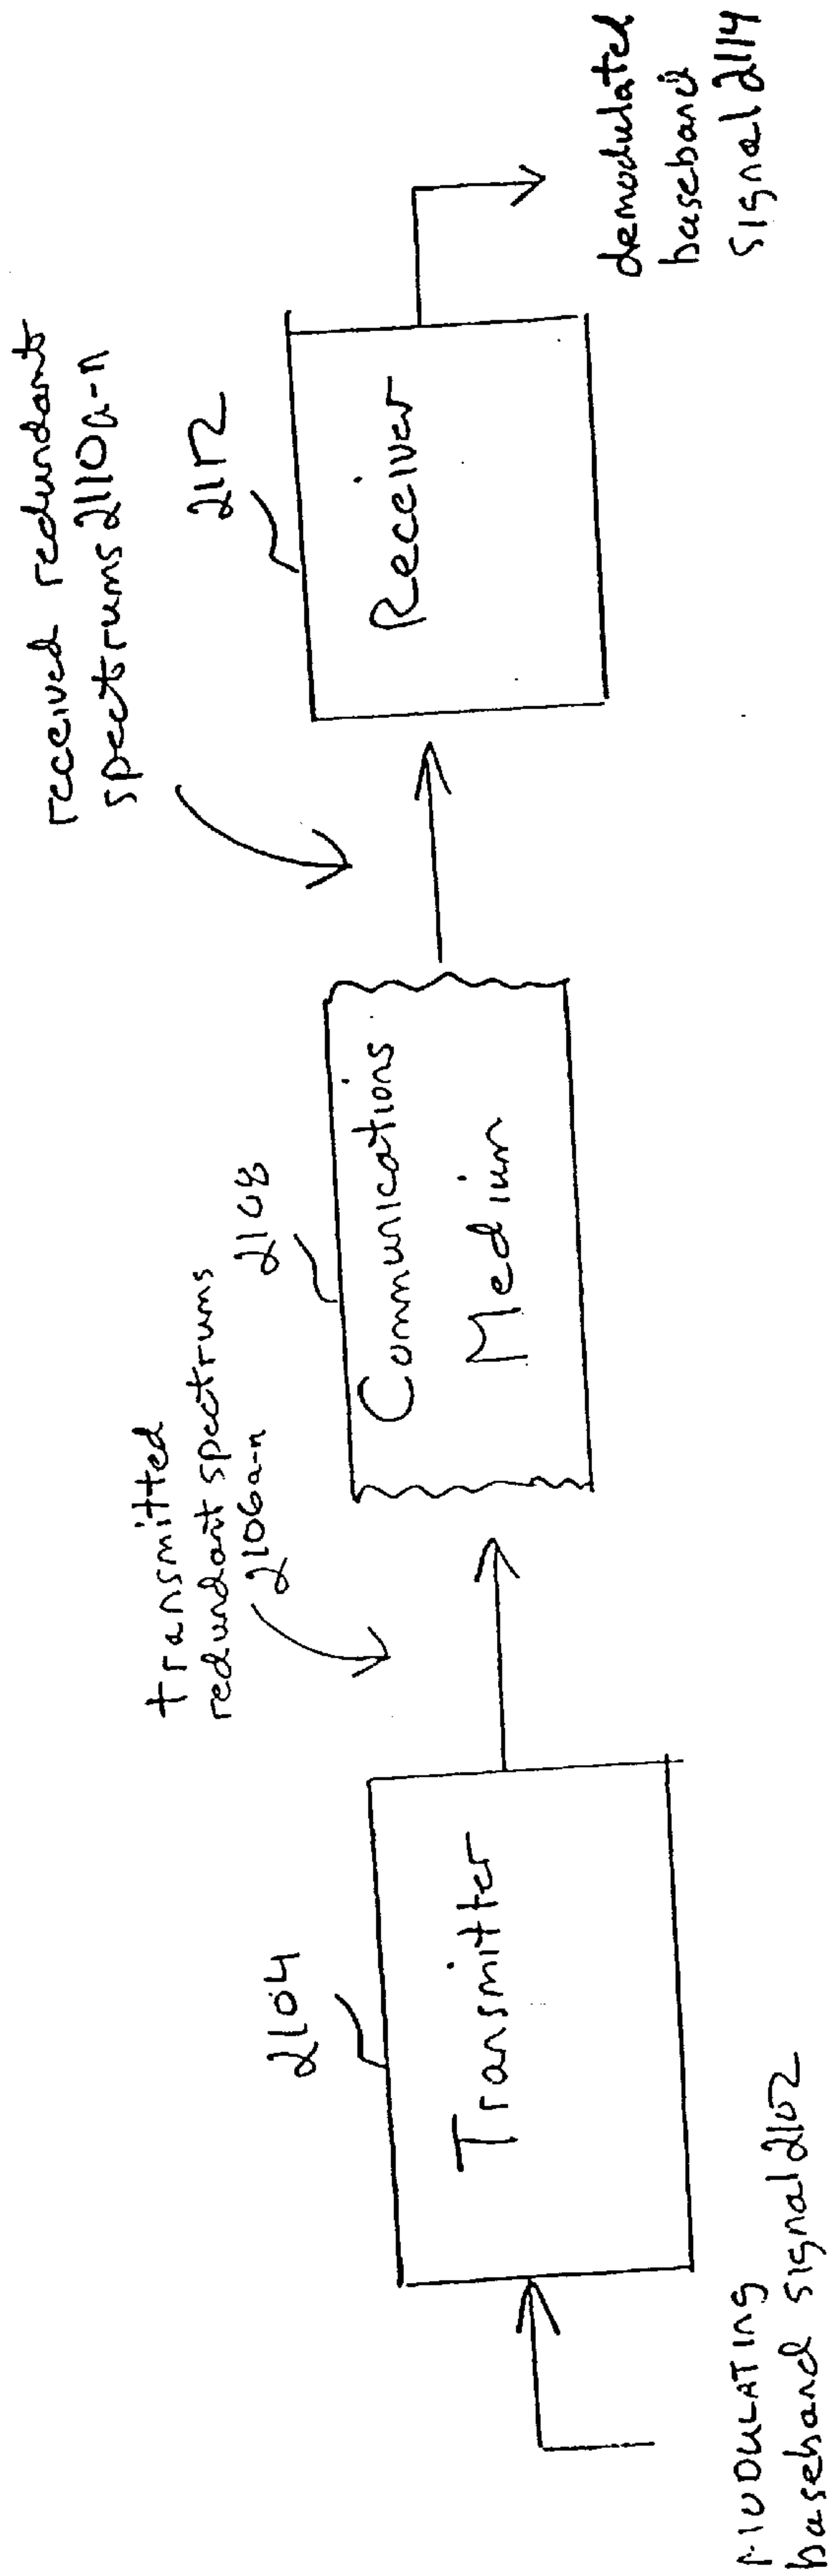 MODULATING
baseband signal 2102
2104
Transmitter
transmitted
redundant spectrums
2106a-n
2108
Communications
Medium
received redundant
spectrums 2110a-n
2112
Receiver
demodulated
baseband
signal 2114